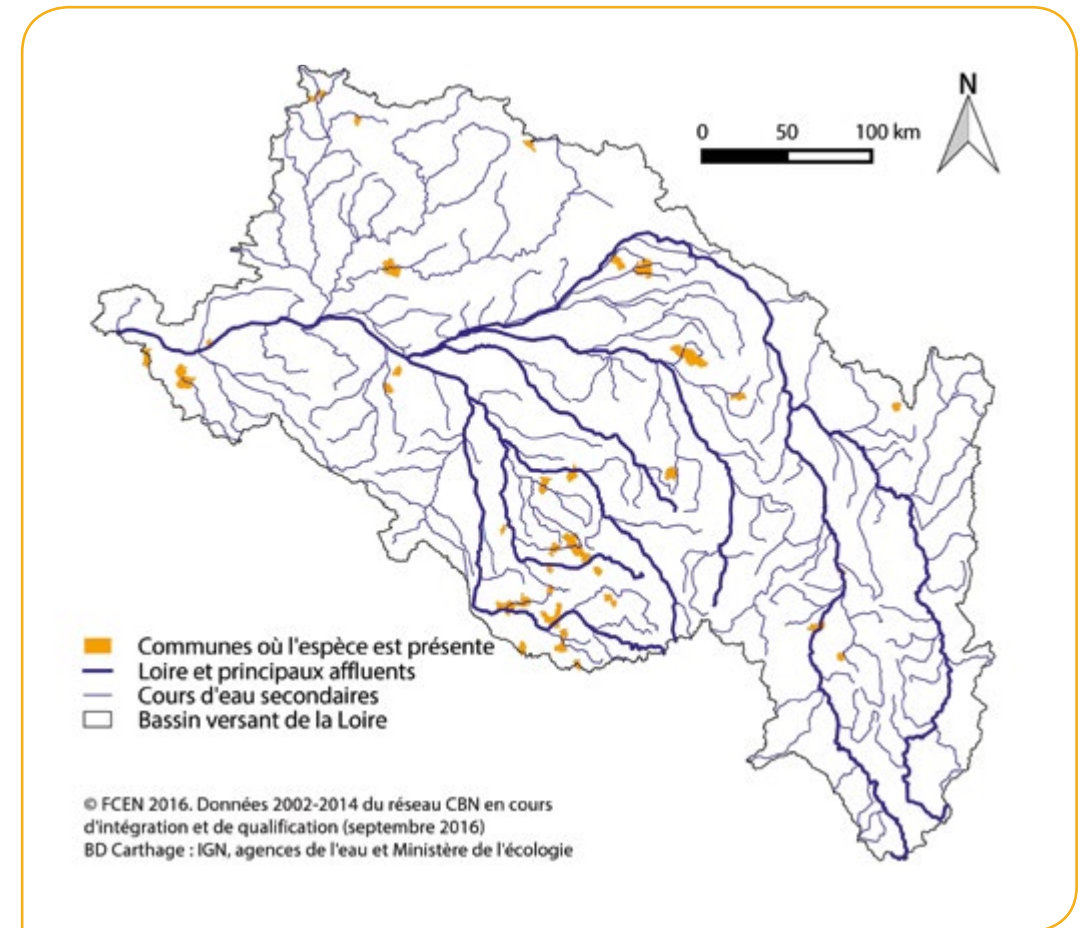 N
0 50 100 km
Communes où l'espèce est présente
Loire et principaux affluents
Cours d'eau secondaires
Bassin versant de la Loire
© FCEN 2016. Données 2002-2014 du réseau CBN en cours
d'intégration et de qualification (septembre 2016)
BD Carthage : IGN, agences de l'eau et Ministère de l'écologie